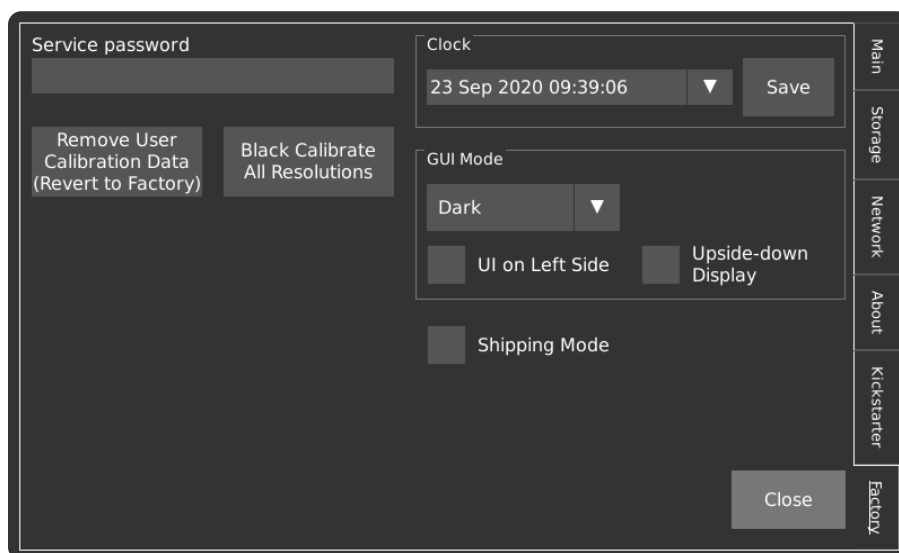 Service password
Remove User
Calibration Data
(Revert to Factory)
Black Calibrate
All Resolutions
Clock
23 Sep 2020 09:39:06
▼
Save
GUI Mode
Dark
▼
UI on Left Side
Upside-down
Display
Shipping Mode
Close
Main
Storage
Network
About
Kickstarter
Factory